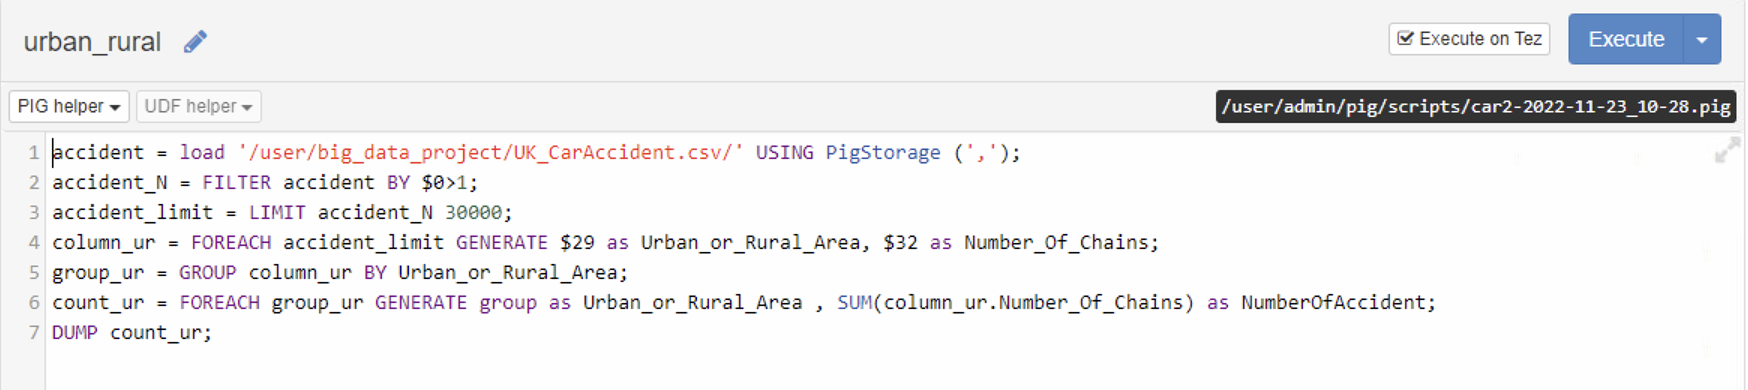 urban_rural
Execute on Tez
Execute
PIG helper
UDF helper
/user/admin/pig/scripts/car2-2022-11-23_10-28.pig
1 accident = load '/user/big_data_project/UK_CarAccident.csv/' USING PigStorage (',');
2 accident_N = FILTER accident BY $0>1;
3 accident_limit = LIMIT accident_N 30000;
4 column_ur = FOREACH accident_limit GENERATE $29 as Urban_or_Rural_Area, $32 as Number_Of_Chains;
5 group_ur = GROUP column_ur BY Urban_or_Rural_Area;
6 count_ur = FOREACH group_ur GENERATE group as Urban_or_Rural_Area , SUM(column_ur.Number_Of_Chains) as NumberOfAccident;
7 DUMP count_ur;